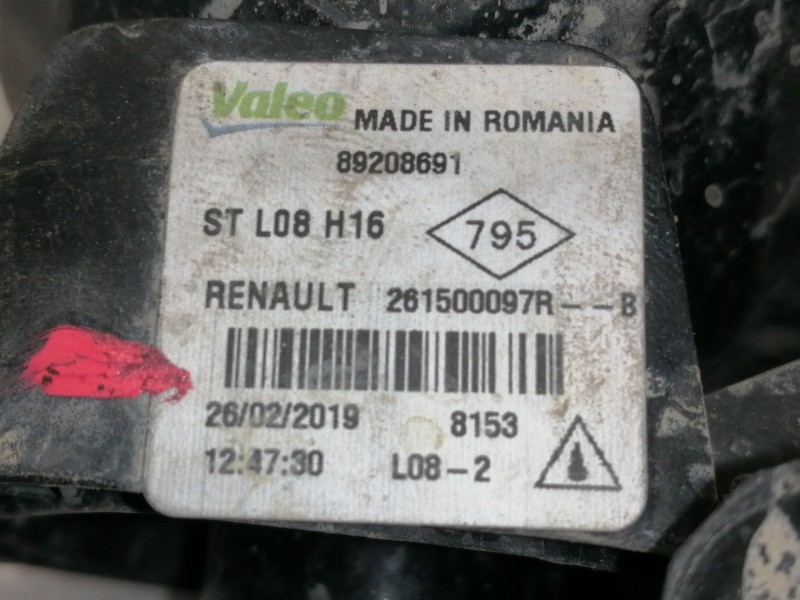 Valeo MADE IN ROMANIA
89208691
ST L08 H16 795
RENAULT 261500097R--B
26/02/2019 8153
12:47:30 L08-2